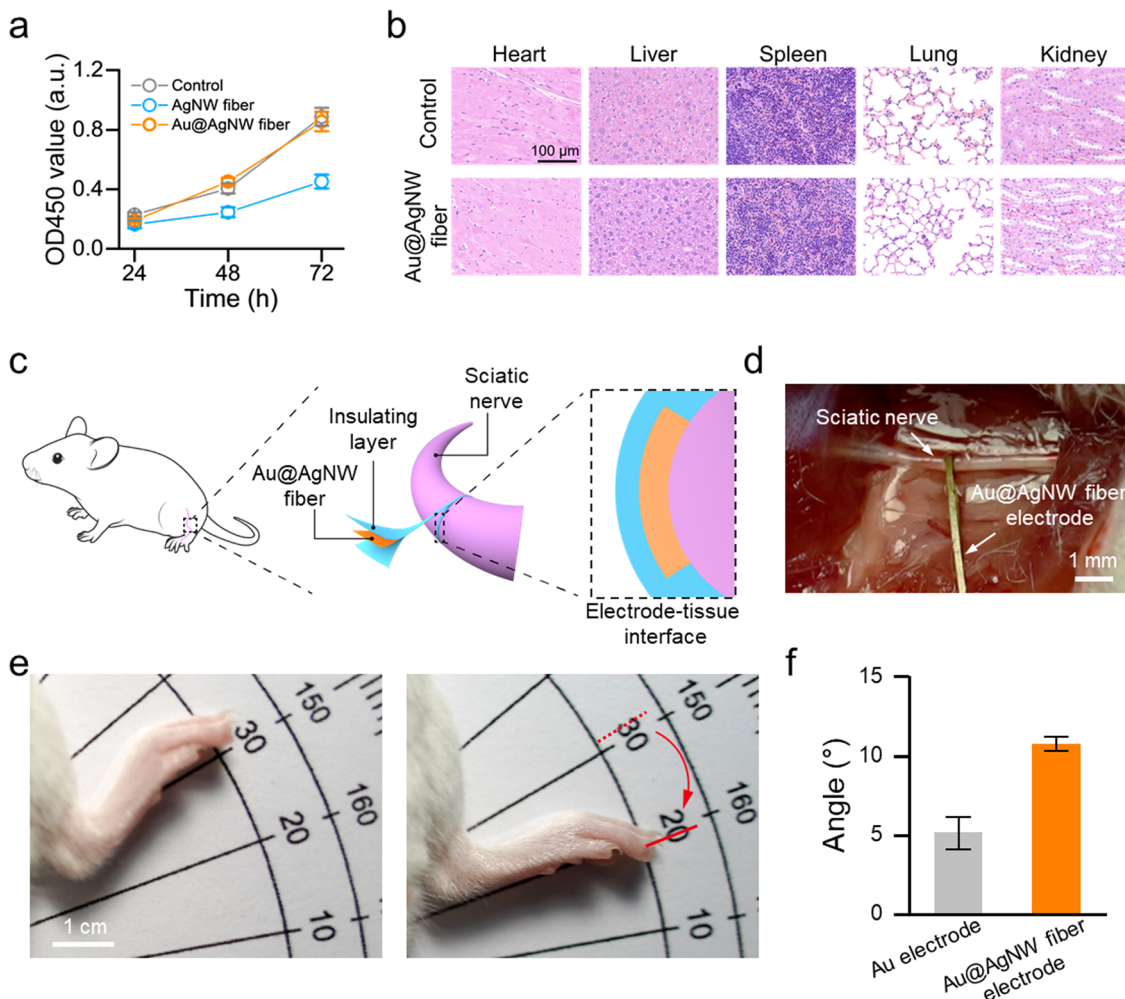 a
OD450 value (a.u.)
1.2
0.8
0.4
0.0
Control
AgNW fiber
Au@AgNW fiber
24 48 72
Time (h)
b
Heart Liver Spleen Lung Kidney
Control
100 µm
Au@AgNW
fiber
c
Sciatic
nerve
Insulating
layer
Au@AgNW
fiber
Electrode-tissue
interface
d
Sciatic nerve
Au@AgNW fiber
electrode
1 mm
e
30
150
20
160
10
1 cm
30
150
20
160
10
f
Angle (°)
15
10
5
0
Au electrode
Au@AgNW fiber
electrode